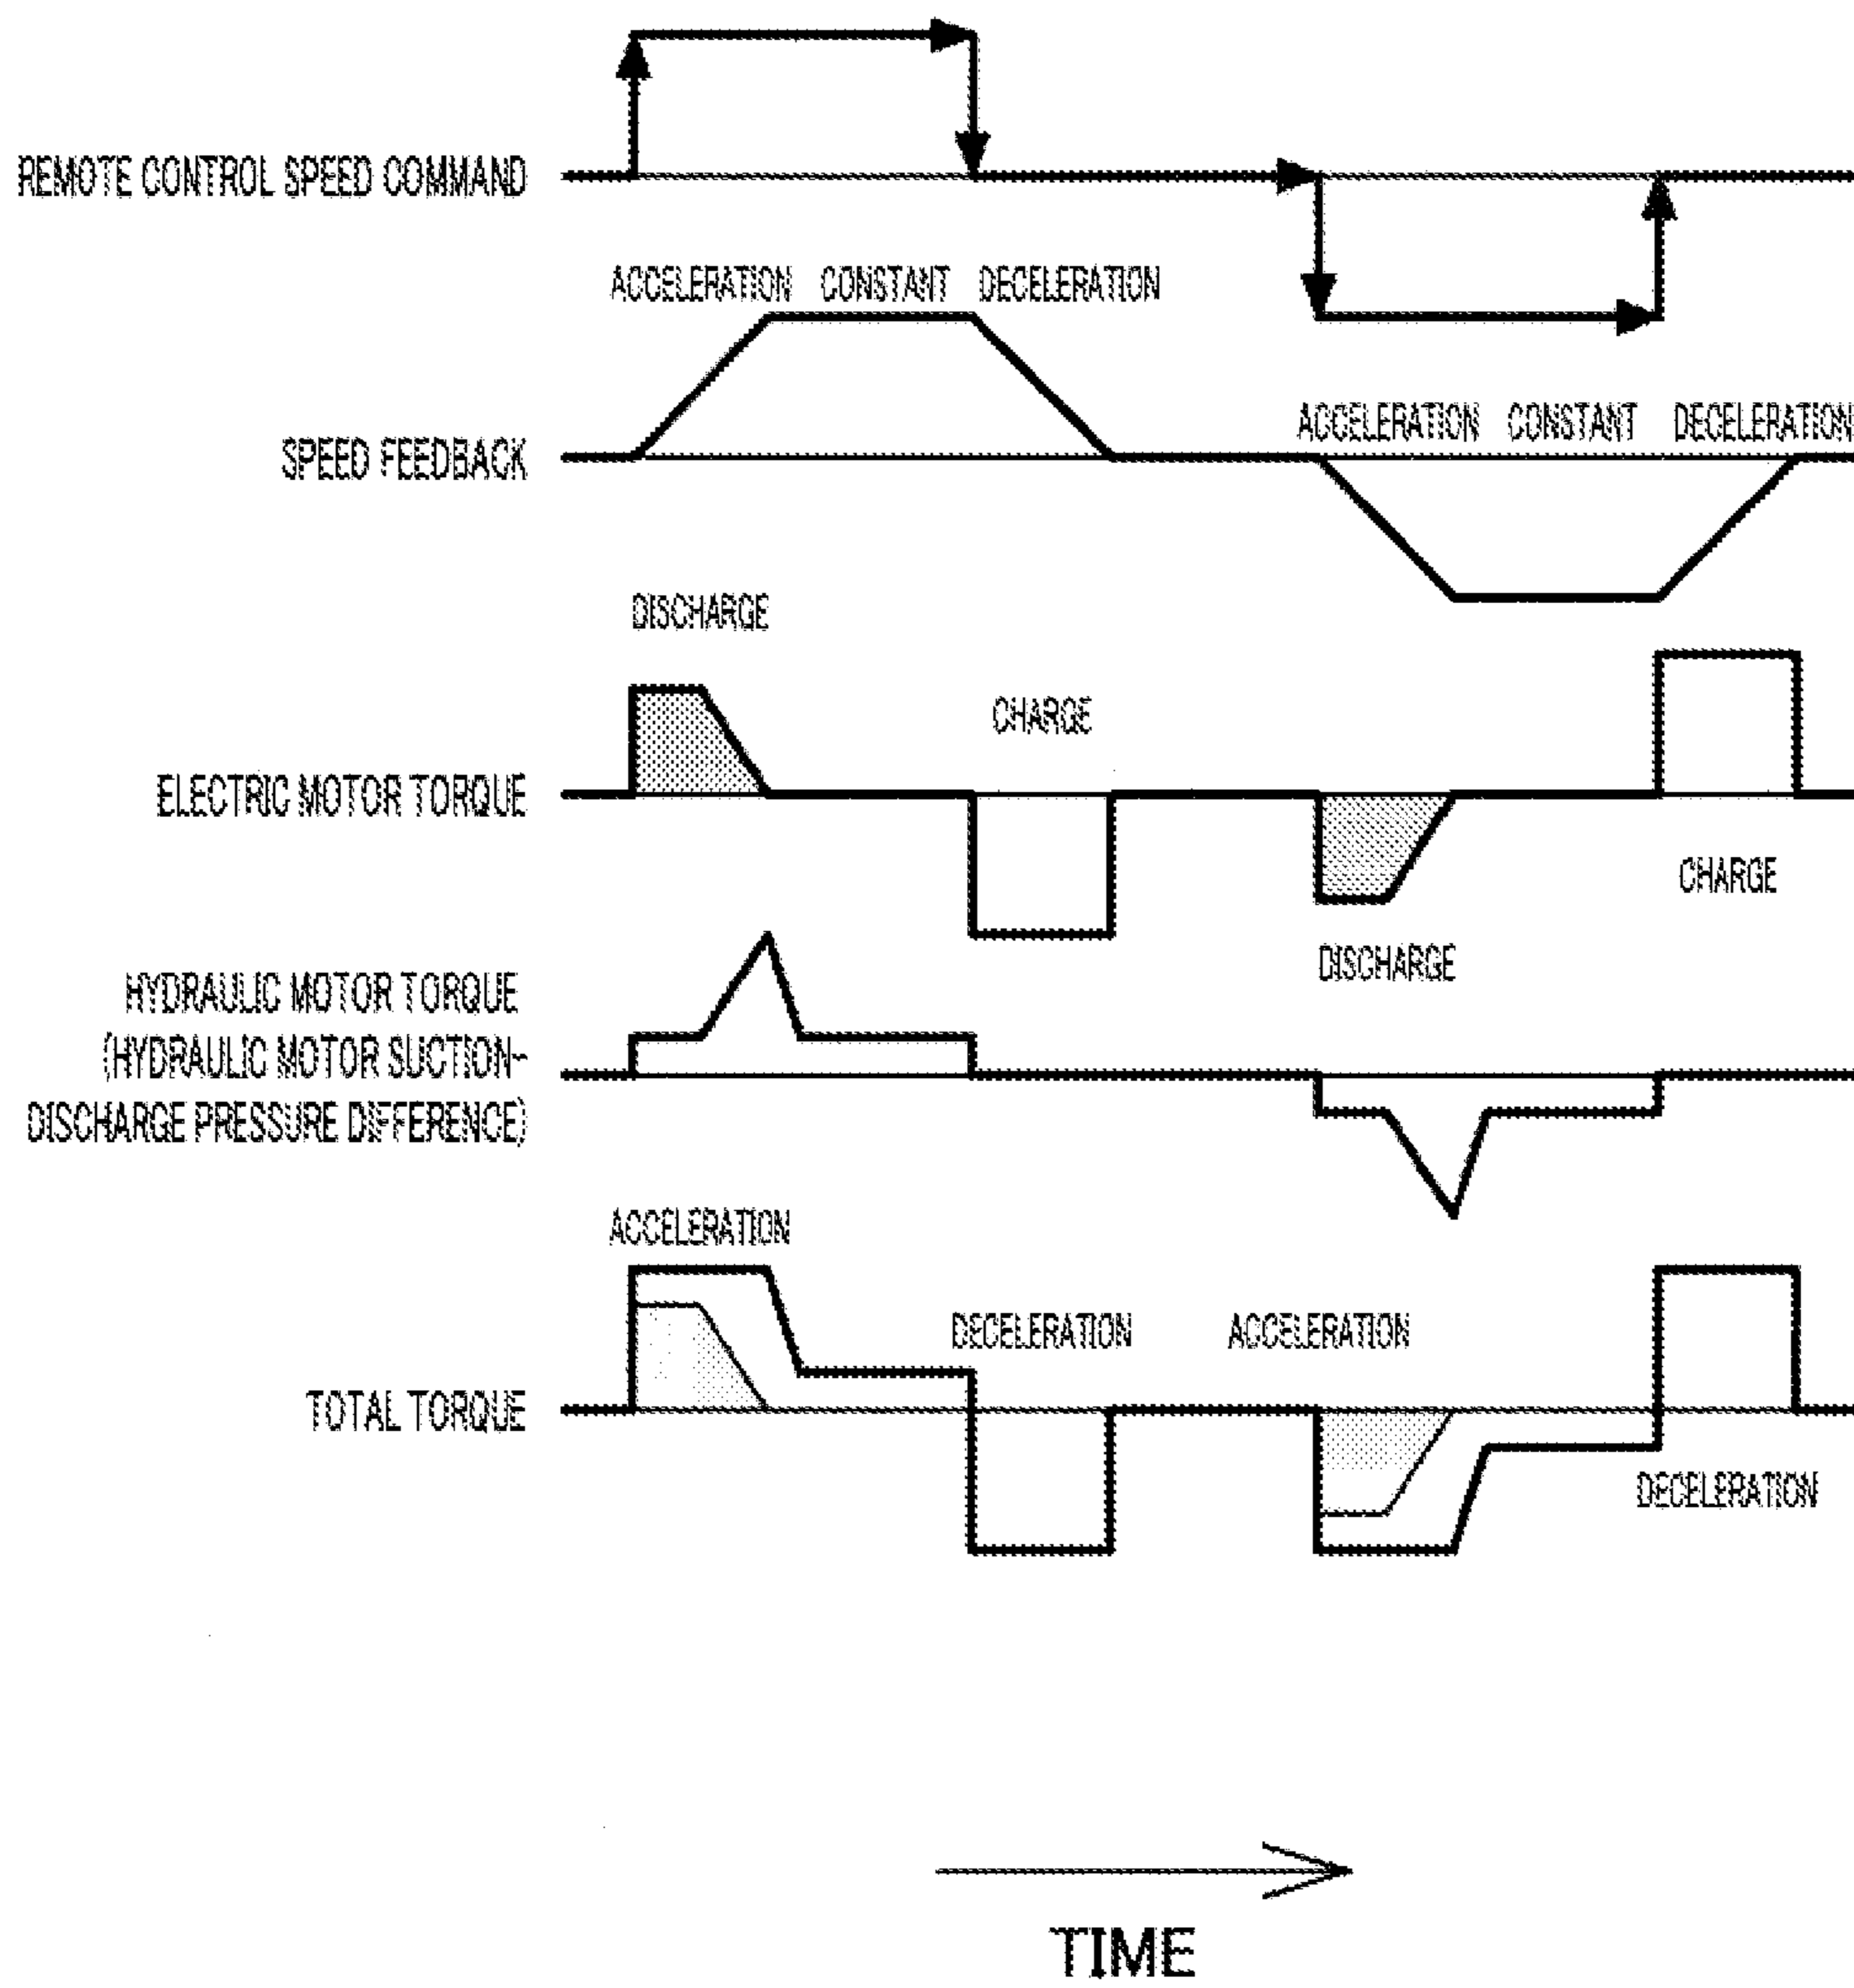 REMOTE CONTROL SPEED COMMAND
ACCELERATION CONSTANT DECELERATION
ACCELERATION CONSTANT DECELERATION
SPEED FEEDBACK
DISCHARGE
CHARGE
ELECTRIC MOTOR TORQUE
CHARGE
DISCHARGE
HYDRAULIC MOTOR TORQUE
(HYDRAULIC MOTOR SUCTION-
DISCHARGE PRESSURE DIFFERENCE)
ACCELERATION
DECELERATION
ACCELERATION
TOTAL TORQUE
DECELERATION
TIME